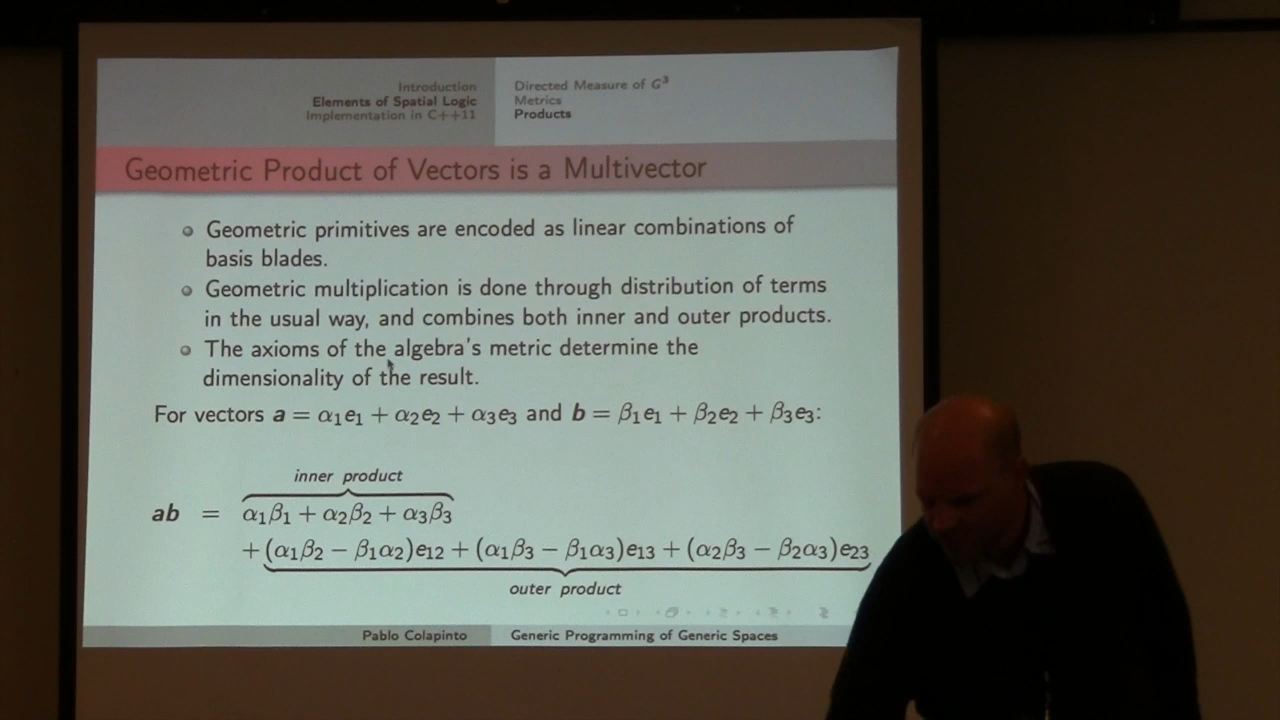 Introduction
Elements of Spatial Logic
Implementation in C++11
Directed Measure of G³
Metrics
Products
Geometric Product of Vectors is a Multivector
Geometric primitives are encoded as linear combinations of
basis blades.
Geometric multiplication is done through distribution of terms
in the usual way, and combines both inner and outer products.
The axioms of the algebra's metric determine the
dimensionality of the result.
For vectors a = α₁e₁ + α₂e₂ + α₃e₃ and b = β₁e₁ + β₂e₂ + β₃e₃:
inner product
ab = α₁β₁ + α₂β₂ + α₃β₃
+(α₁β₂ − β₁α₂)e₁₂ + (α₁β₃ − β₁α₃)e₁₃ + (α₂β₃ − β₂α₃)e₂₃
outer product
Pablo Colapinto Generic Programming of Generic Spaces